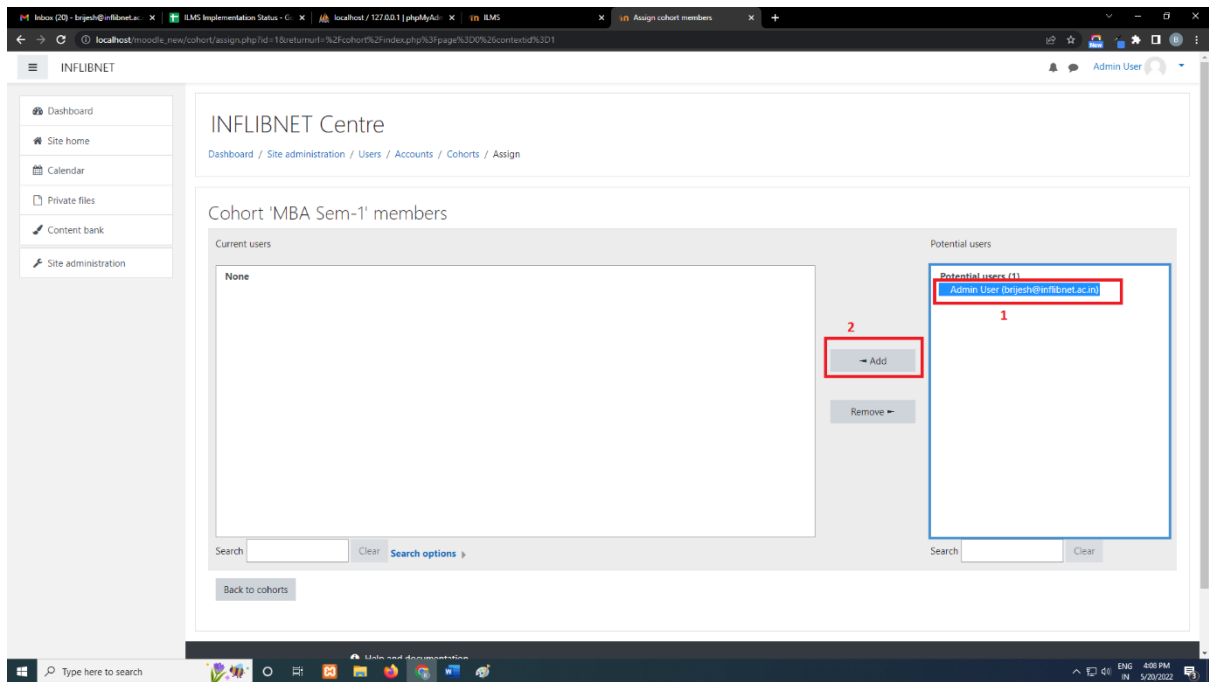 Inbox (20) - brijesh@inflibnet.ac.
ILMS Implementation Status - Go
localhost / 127.0.0.1 | phpMyAdm
ILMS
Assign cohort members
localhost/moodle_new/cohort/assign.php?id=1&returnurl=%2Fcohort%2Findex.php%3Fpage%3D0%26contextid%3D1
New
B
INFLIBNET
Admin User
Dashboard
Site home
Calendar
Private files
Content bank
Site administration
INFLIBNET Centre
Dashboard / Site administration / Users / Accounts / Cohorts / Assign
Cohort 'MBA Sem-1' members
Current users
Potential users
None
Potential users (1)
Admin User (brijesh@inflibnet.ac.in)
1
2
Add
Remove
Search
Clear
Search options
Search
Clear
Back to cohorts
Help and documentation
Type here to search
ENG
IN
4:08 PM
5/20/2022